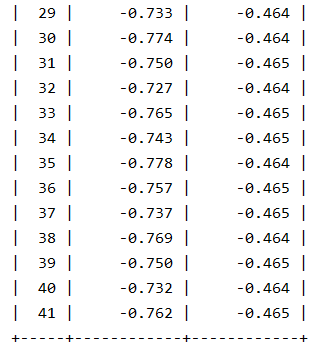 |  29 |     -0.733 |     -0.464 |
|  30 |     -0.774 |     -0.464 |
|  31 |     -0.750 |     -0.465 |
|  32 |     -0.727 |     -0.464 |
|  33 |     -0.765 |     -0.465 |
|  34 |     -0.743 |     -0.465 |
|  35 |     -0.778 |     -0.464 |
|  36 |     -0.757 |     -0.465 |
|  37 |     -0.737 |     -0.465 |
|  38 |     -0.769 |     -0.464 |
|  39 |     -0.750 |     -0.465 |
|  40 |     -0.732 |     -0.464 |
|  41 |     -0.762 |     -0.465 |
+-----+------------+------------+